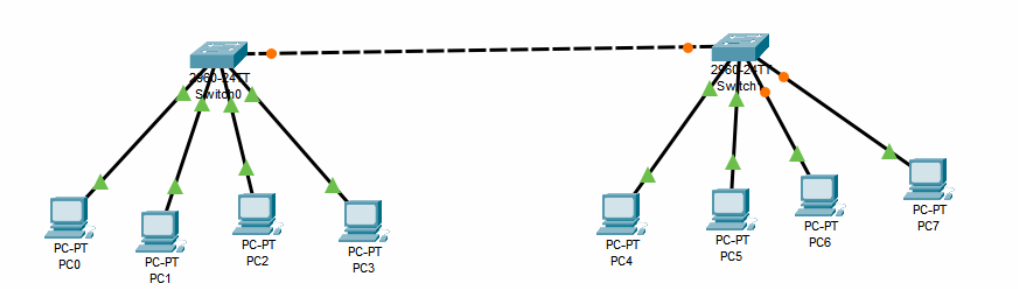 2960-24TT
Switch0
2960-24TT
Switch
PC-PT
PC0
PC-PT
PC1
PC-PT
PC2
PC-PT
PC3
PC-PT
PC4
PC-PT
PC5
PC-PT
PC6
PC-PT
PC7